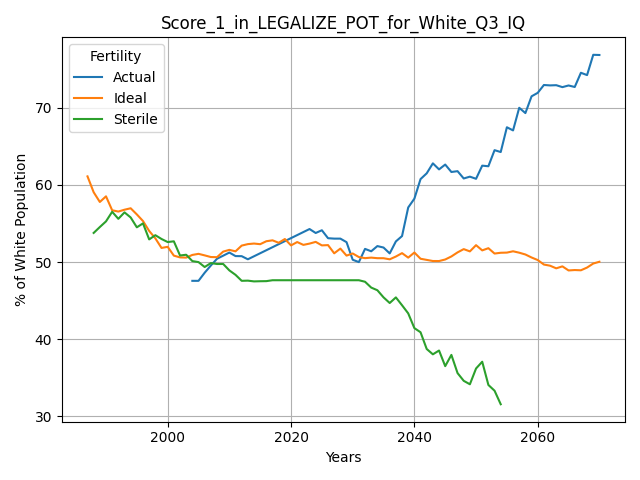 Score_1_in_LEGALIZE_POT_for_White_Q3_IQ
Fertility
Actual
Ideal
Sterile
% of White Population
70
60
50
40
30
2000
2020
2040
2060
Years